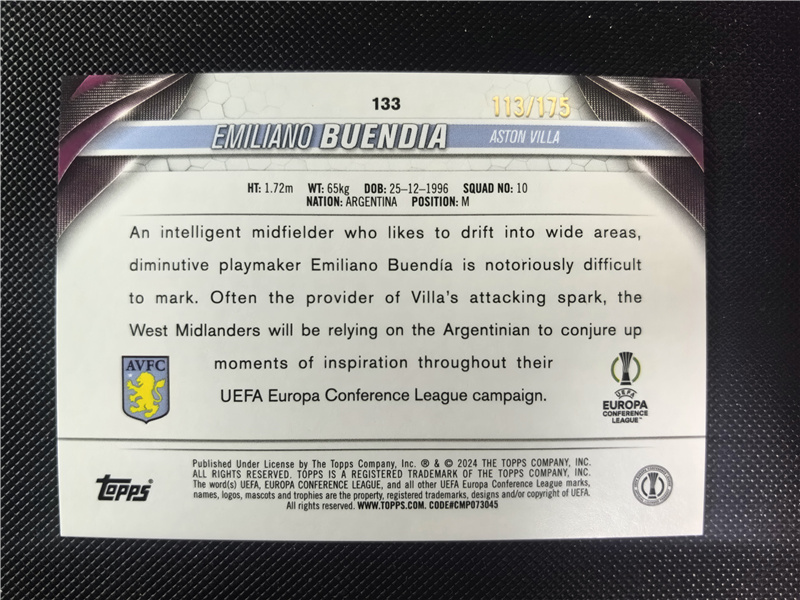 133
113/175
EMILIANO BUENDIA
ASTON VILLA
HT: 1.72m WT: 65kg DOB: 25-12-1996 SQUAD NO: 10
NATION: ARGENTINA POSITION: M
An intelligent midfielder who likes to drift into wide areas,
diminutive playmaker Emiliano Buendía is notoriously difficult
to mark. Often the provider of Villa's attacking spark, the
West Midlanders will be relying on the Argentinian to conjure up
moments of inspiration throughout their
UEFA Europa Conference League campaign.
AVFC
UEFA
EUROPA
CONFERENCE
LEAGUE™
Topps®
Published Under License by The Topps Company, Inc. ® & © 2024 THE TOPPS COMPANY, INC.
ALL RIGHTS RESERVED. TOPPS IS A REGISTERED TRADEMARK OF THE TOPPS COMPANY, INC.
The word(s) UEFA, EUROPA CONFERENCE LEAGUE, and all other UEFA Europa Conference League marks,
names, logos, mascots and trophies are the property, registered trademarks, designs and/or copyright of UEFA.
All rights reserved. WWW.TOPPS.COM. CODE#CMP073045